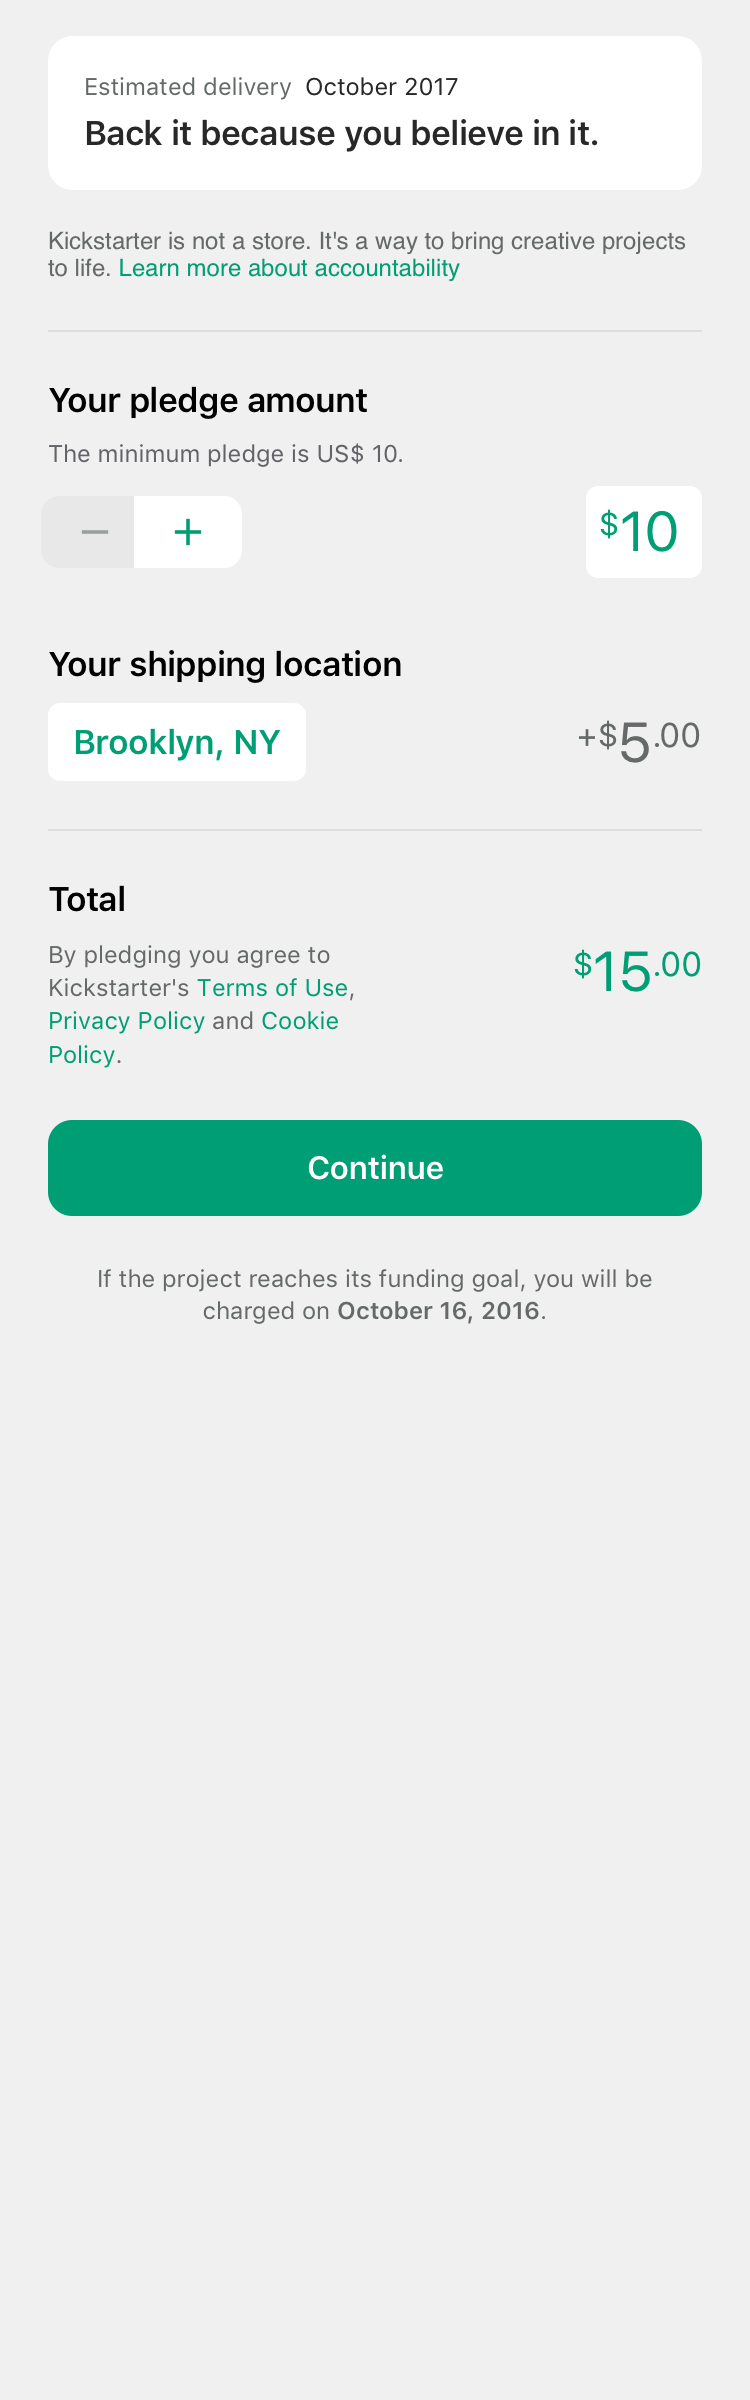 Estimated delivery October 2017
Back it because you believe in it.
Kickstarter is not a store. It's a way to bring creative projects
to life. Learn more about accountability
Your pledge amount
The minimum pledge is US$ 10.
− + $10
Your shipping location
Brooklyn, NY +$5.00
Total
By pledging you agree to
Kickstarter's Terms of Use,
Privacy Policy and Cookie
Policy.
$15.00
Continue
If the project reaches its funding goal, you will be
charged on October 16, 2016.